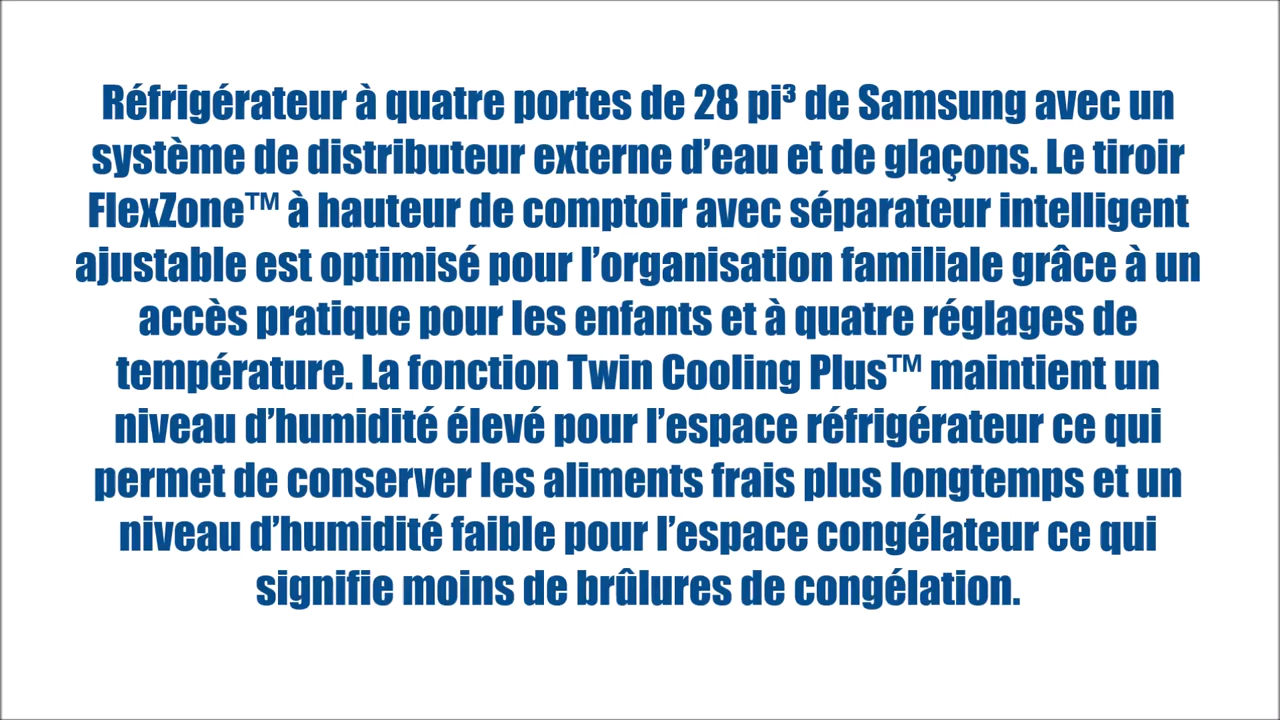 Réfrigérateur à quatre portes de 28 pi³ de Samsung avec un
système de distributeur externe d’eau et de glaçons. Le tiroir
FlexZone™ à hauteur de comptoir avec séparateur intelligent
ajustable est optimisé pour l’organisation familiale grâce à un
accès pratique pour les enfants et à quatre réglages de
température. La fonction Twin Cooling Plus™ maintient un
niveau d’humidité élevé pour l’espace réfrigérateur ce qui
permet de conserver les aliments frais plus longtemps et un
niveau d’humidité faible pour l’espace congélateur ce qui
signifie moins de brûlures de congélation.